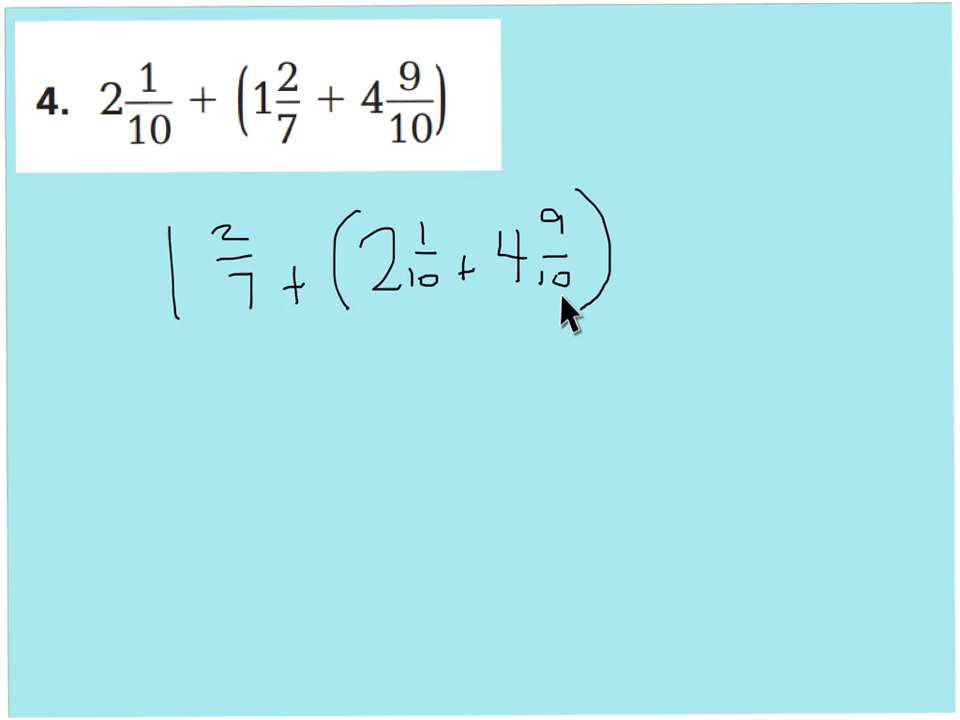 4. 2 1/10 + (1 2/7 + 4 9/10)
1 2/7 + (2 1/10 + 4 9/10)